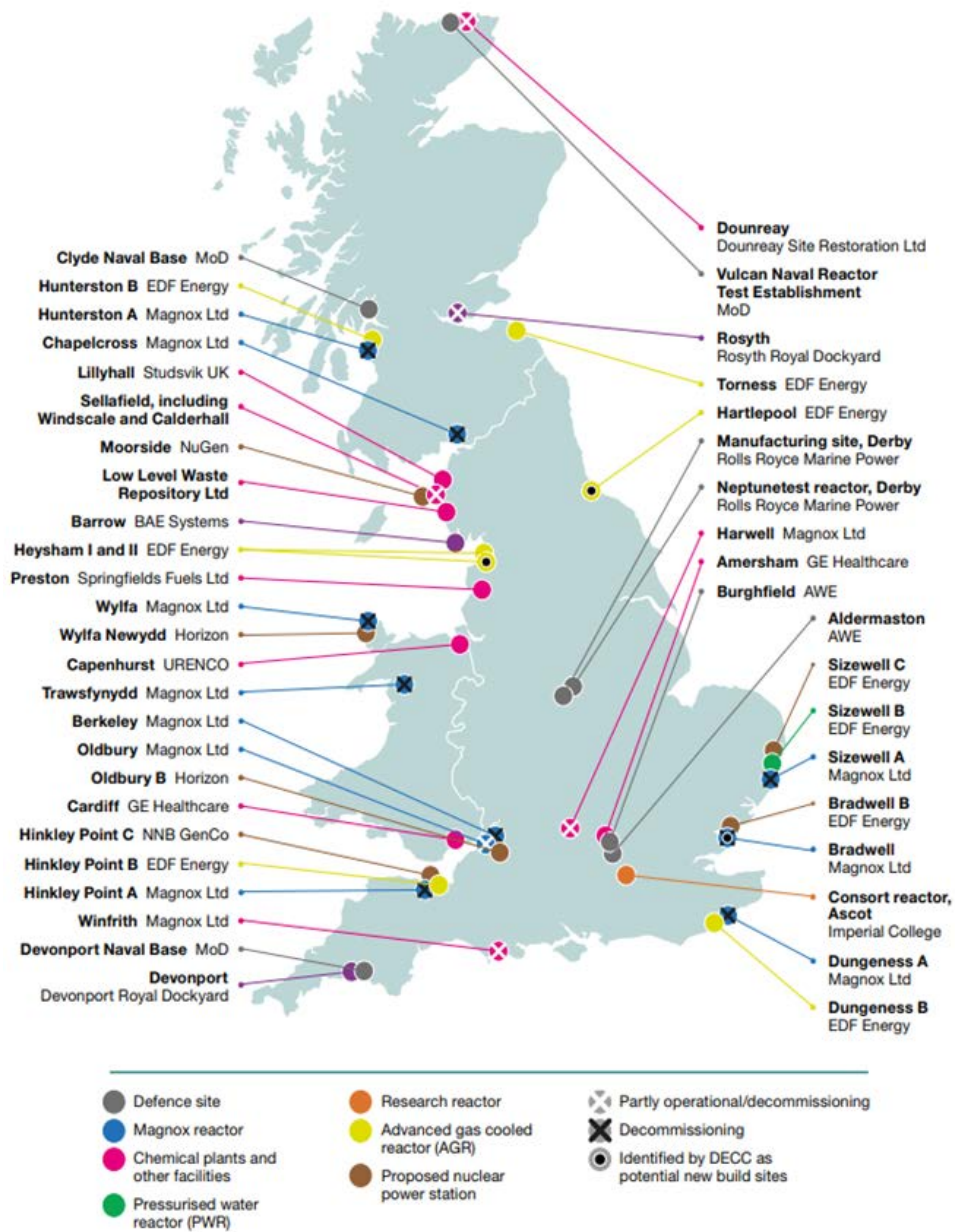 Clyde Naval Base MoD
Hunterston B EDF Energy
Hunterston A Magnox Ltd
Chapelcross Magnox Ltd
Lillyhall Studsvik UK
Sellafield, including
Windscale and Calderhall
Moorside NuGen
Low Level Waste
Repository Ltd
Barrow BAE Systems
Heysham I and II EDF Energy
Preston Springfields Fuels Ltd
Wylfa Magnox Ltd
Wylfa Newydd Horizon
Capenhurst URENCO
Trawsfynydd Magnox Ltd
Berkeley Magnox Ltd
Oldbury Magnox Ltd
Oldbury B Horizon
Cardiff GE Healthcare
Hinkley Point C NNB GenCo
Hinkley Point B EDF Energy
Hinkley Point A Magnox Ltd
Winfrith Magnox Ltd
Devonport Naval Base MoD
Devonport
Devonport Royal Dockyard
Dounreay
Dounreay Site Restoration Ltd
Vulcan Naval Reactor
Test Establishment
MoD
Rosyth
Rosyth Royal Dockyard
Torness EDF Energy
Hartlepool EDF Energy
Manufacturing site, Derby
Rolls Royce Marine Power
Neptunetest reactor, Derby
Rolls Royce Marine Power
Harwell Magnox Ltd
Amersham GE Healthcare
Burghfield AWE
Aldermaston
AWE
Sizewell C
EDF Energy
Sizewell B
EDF Energy
Sizewell A
Magnox Ltd
Bradwell B
EDF Energy
Bradwell
Magnox Ltd
Consort reactor,
Ascot
Imperial College
Dungeness A
Magnox Ltd
Dungeness B
EDF Energy
Defence site
Magnox reactor
Chemical plants and
other facilities
Pressurised water
reactor (PWR)
Research reactor
Advanced gas cooled
reactor (AGR)
Proposed nuclear
power station
Partly operational/decommissioning
Decommissioning
Identified by DECC as
potential new build sites